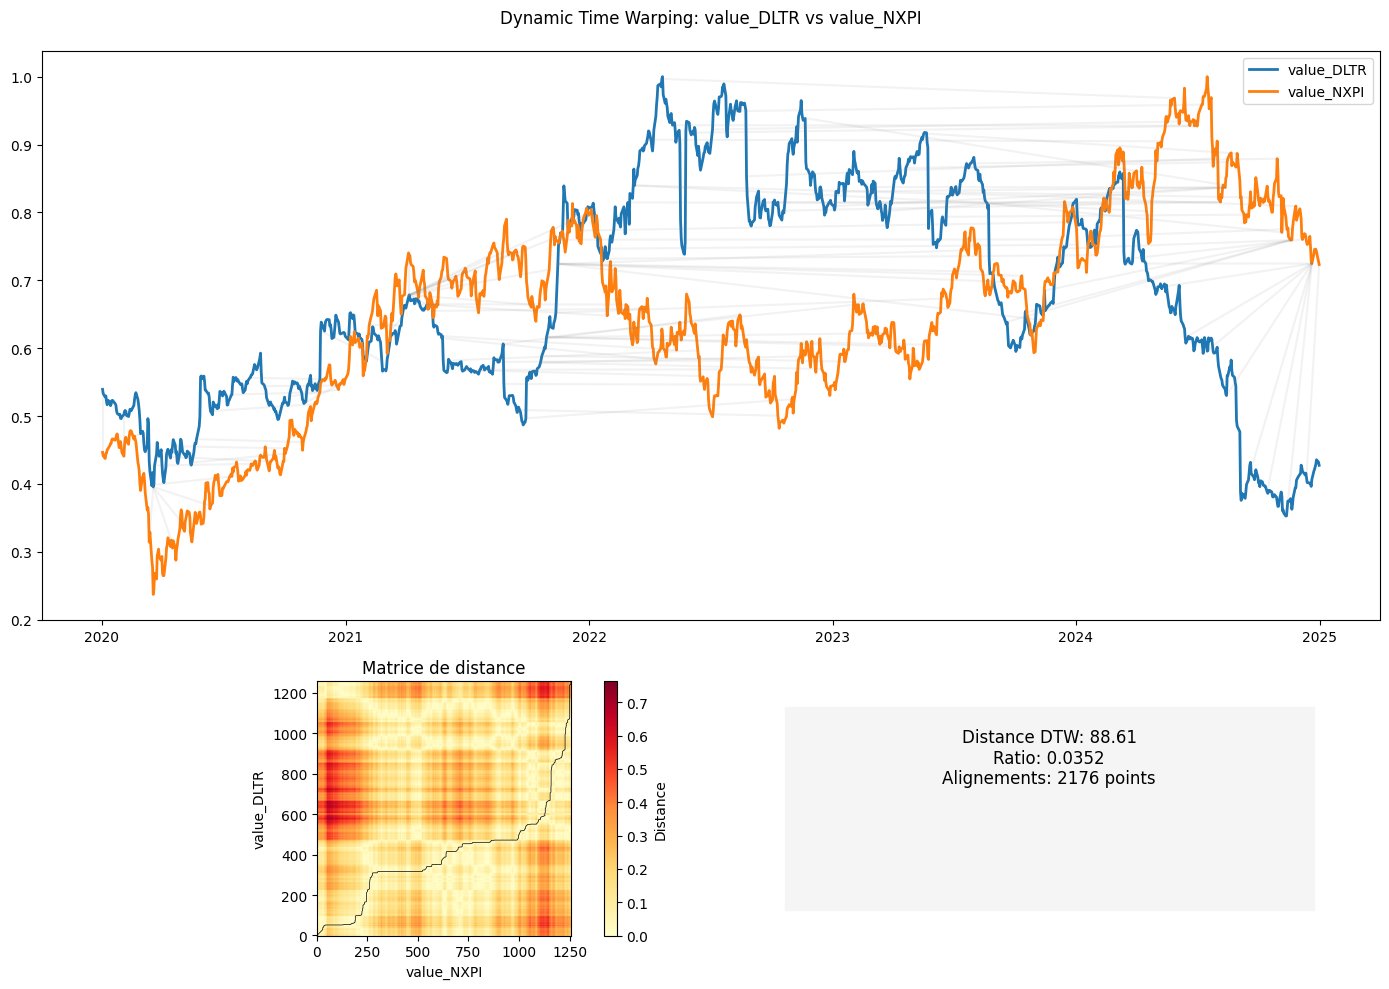 Dynamic Time Warping: value_DLTR vs value_NXPI
value_DLTR
value_NXPI
1.0
0.9
0.8
0.7
0.6
0.5
0.4
0.3
0.2
2020 2021 2022 2023 2024 2025
Matrice de distance
1200
1000
800
600
400
200
0
value_DLTR
0 250 500 750 1000 1250
value_NXPI
0.7
0.6
0.5
0.4
0.3
0.2
0.1
0.0
Distance
Distance DTW: 88.61
Ratio: 0.0352
Alignements: 2176 points